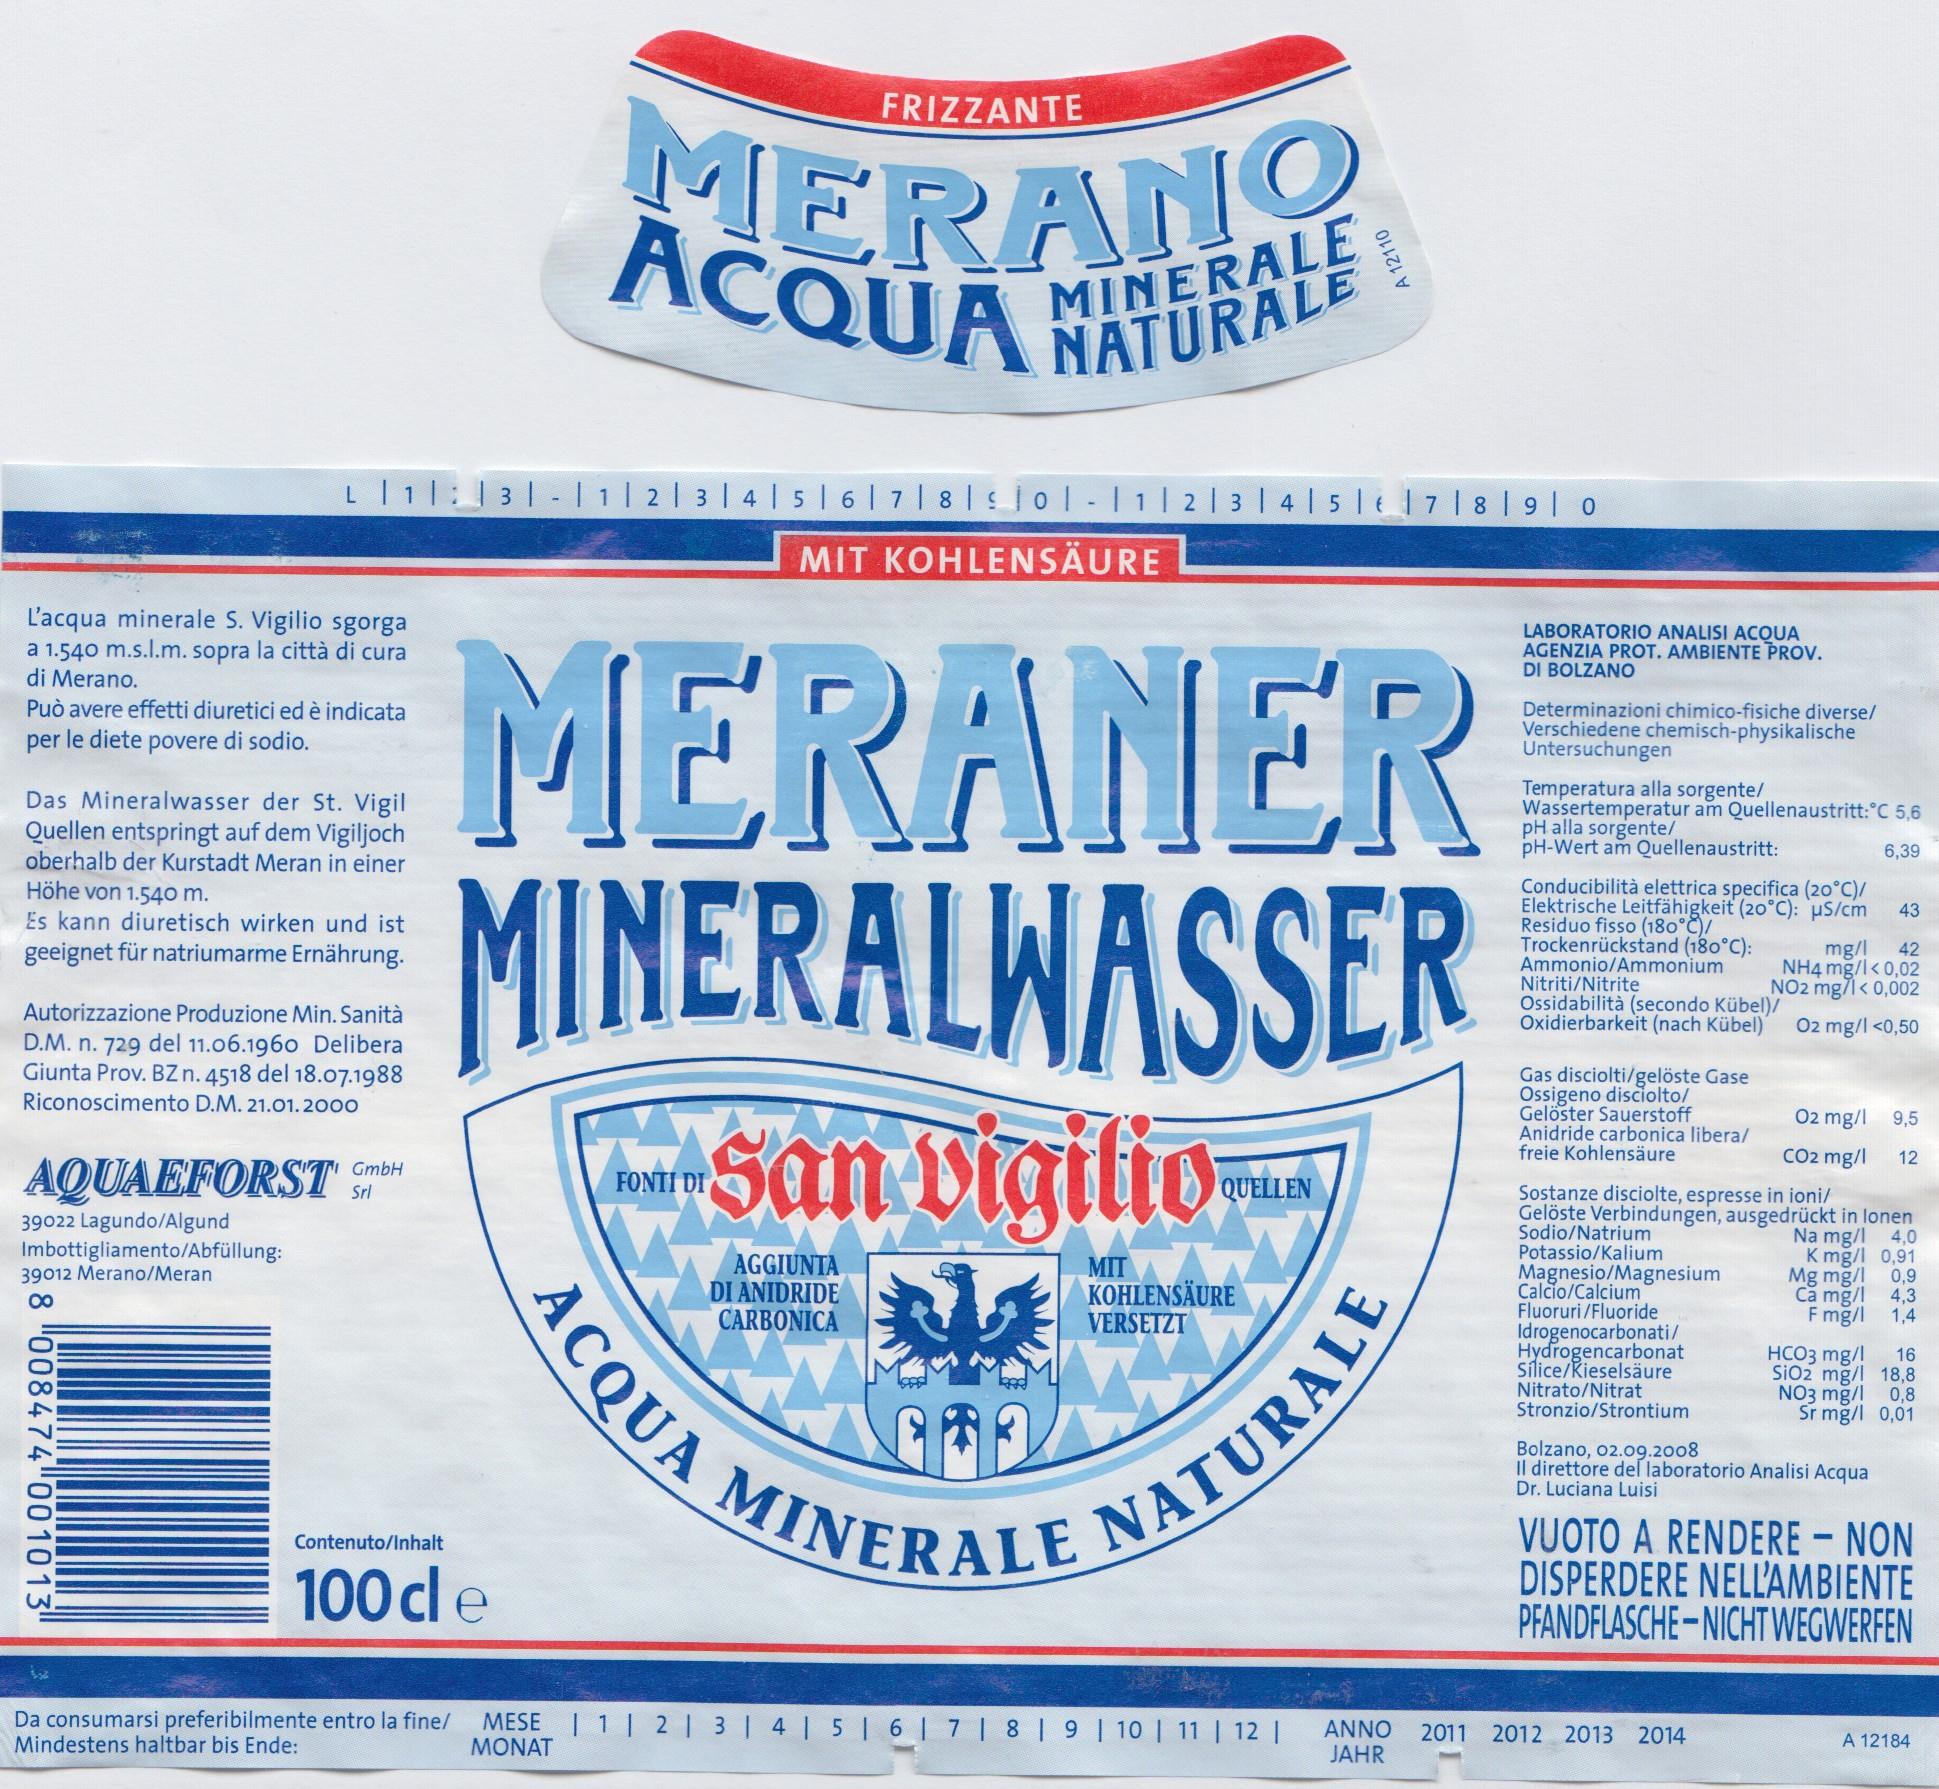 FRIZZANTE
MERANO
ACQUA MINERALE
NATURALE
A 12110
L | 1 | 2 | 3 | - | 1 | 2 | 3 | 4 | 5 | 6 | 7 | 8 | 9 | 0 | - | 1 | 2 | 3 | 4 | 5 | 6 | 7 | 8 | 9 | 0
MIT KOHLENSÄURE
L'acqua minerale S. Vigilio sgorga
a 1.540 m.s.l.m. sopra la città di cura
di Merano.
Può avere effetti diuretici ed è indicata
per le diete povere di sodio.
Das Mineralwasser der St. Vigil
Quellen entspringt auf dem Vigiljoch
oberhalb der Kurstadt Meran in einer
Höhe von 1.540 m.
Es kann diuretisch wirken und ist
geeignet für natriumarme Ernährung.
Autorizzazione Produzione Min. Sanità
D.M. n. 729 del 11.06.1960 Delibera
Giunta Prov. BZ n. 4518 del 18.07.1988
Riconoscimento D.M. 21.01.2000
AQUAEFORST GmbH
Srl
39022 Lagundo/Algund
Imbottigliamento/Abfüllung:
39012 Merano/Meran
8 008474 001013
Contenuto/Inhalt
100 cl e
MERANER
MINERALWASSER
FONTI DI san vigilio QUELLEN
AGGIUNTA
DI ANIDRIDE
CARBONICA
MIT
KOHLENSÄURE
VERSETZT
ACQUA MINERALE NATURALE
LABORATORIO ANALISI ACQUA
AGENZIA PROT. AMBIENTE PROV.
DI BOLZANO
Determinazioni chimico-fisiche diverse/
Verschiedene chemisch-physikalische
Untersuchungen
Temperatura alla sorgente/
Wassertemperatur am Quellenaustritt:°C 5,6
pH alla sorgente/
pH-Wert am Quellenaustritt: 6,39
Conducibilità elettrica specifica (20°C)/
Elektrische Leitfähigkeit (20°C): µS/cm 43
Residuo fisso (180°C)/
Trockenrückstand (180°C): mg/l 42
Ammonio/Ammonium NH4 mg/l < 0,02
Nitriti/Nitrite NO2 mg/l < 0,002
Ossidabilità (secondo Kübel)/
Oxidierbarkeit (nach Kübel) O2 mg/l <0,50
Gas disciolti/gelöste Gase
Ossigeno disciolto/
Gelöster Sauerstoff O2 mg/l 9,5
Anidride carbonica libera/
freie Kohlensäure CO2 mg/l 12
Sostanze disciolte, espresse in ioni/
Gelöste Verbindungen, ausgedrückt in Ionen
Sodio/Natrium Na mg/l 4,0
Potassio/Kalium K mg/l 0,91
Magnesio/Magnesium Mg mg/l 0,9
Calcio/Calcium Ca mg/l 4,3
Fluoruri/Fluoride F mg/l 1,4
Idrogenocarbonati/
Hydrogencarbonat HCO3 mg/l 16
Silice/Kieselsäure SiO2 mg/l 18,8
Nitrato/Nitrat NO3 mg/l 0,8
Stronzio/Strontium Sr mg/l 0,01
Bolzano, 02.09.2008
Il direttore del laboratorio Analisi Acqua
Dr. Luciana Luisi
VUOTO A RENDERE – NON
DISPERDERE NELL'AMBIENTE
PFANDFLASCHE – NICHT WEGWERFEN
Da consumarsi preferibilmente entro la fine/
Mindestens haltbar bis Ende:
MESE | 1 | 2 | 3 | 4 | 5 | 6 | 7 | 8 | 9 | 10 | 11 | 12 |
MONAT
ANNO 2011 2012 2013 2014
JAHR
A 12184